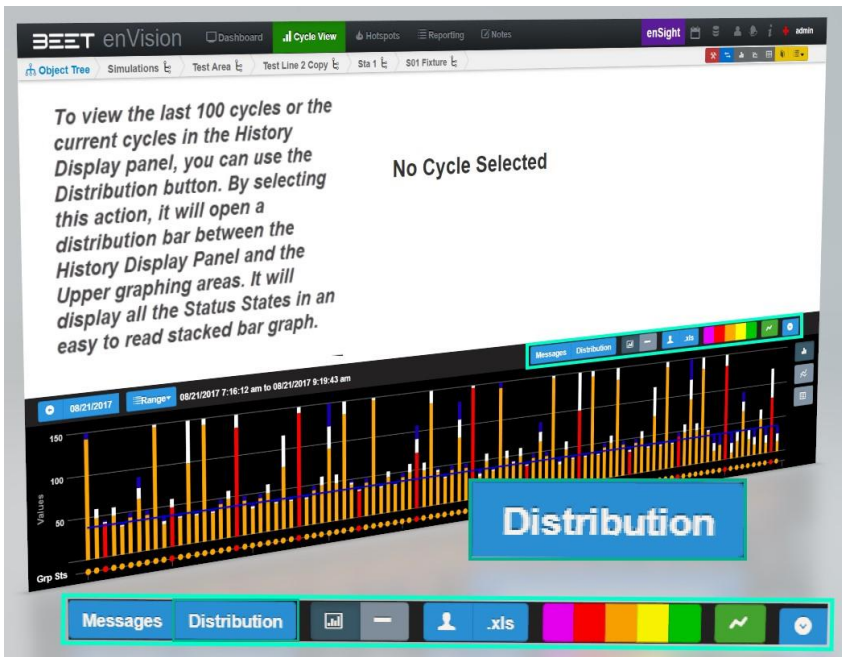 BEET enVision Dashboard Cycle View Hotspots Reporting Notes enSight admin
Object Tree Simulations Test Area Test Line 2 Copy Sta 1 S01 Fixture
To view the last 100 cycles or the
current cycles in the History
Display panel, you can use the
Distribution button. By selecting
this action, it will open a
distribution bar between the
History Display Panel and the
Upper graphing areas. It will
display all the Status States in an
easy to read stacked bar graph.
No Cycle Selected
Messages Distribution .xls
08/21/2017 Range 08/21/2017 7:16:12 am to 08/21/2017 9:19:43 am
150
100
50
Values
Grp Sts
Distribution
Messages Distribution .xls